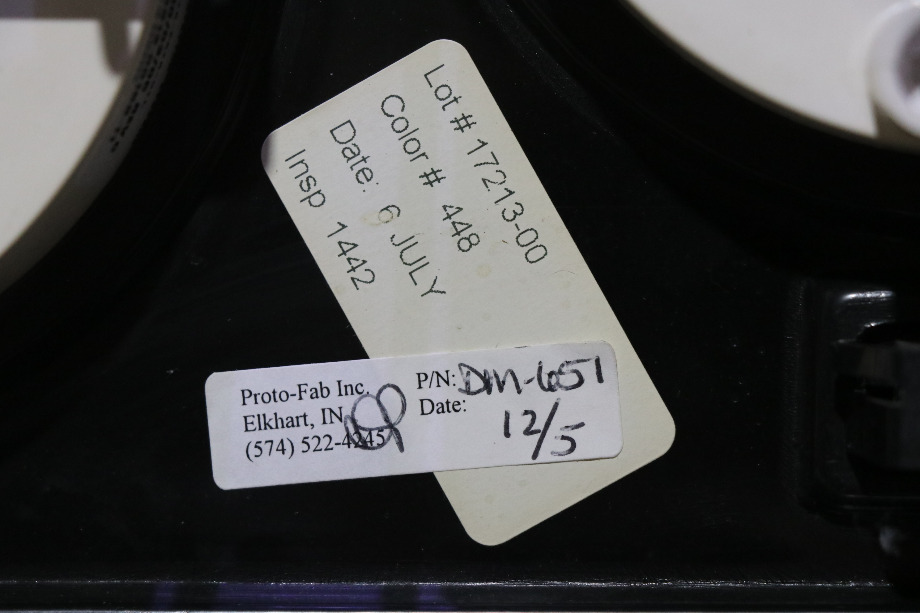 Lot # 17213-00
Color # 448
Date: 6 JULY
Insp 1442
Proto-Fab Inc.
Elkhart, IN
(574) 522-4245
P/N: DM-651
Date: 12/5